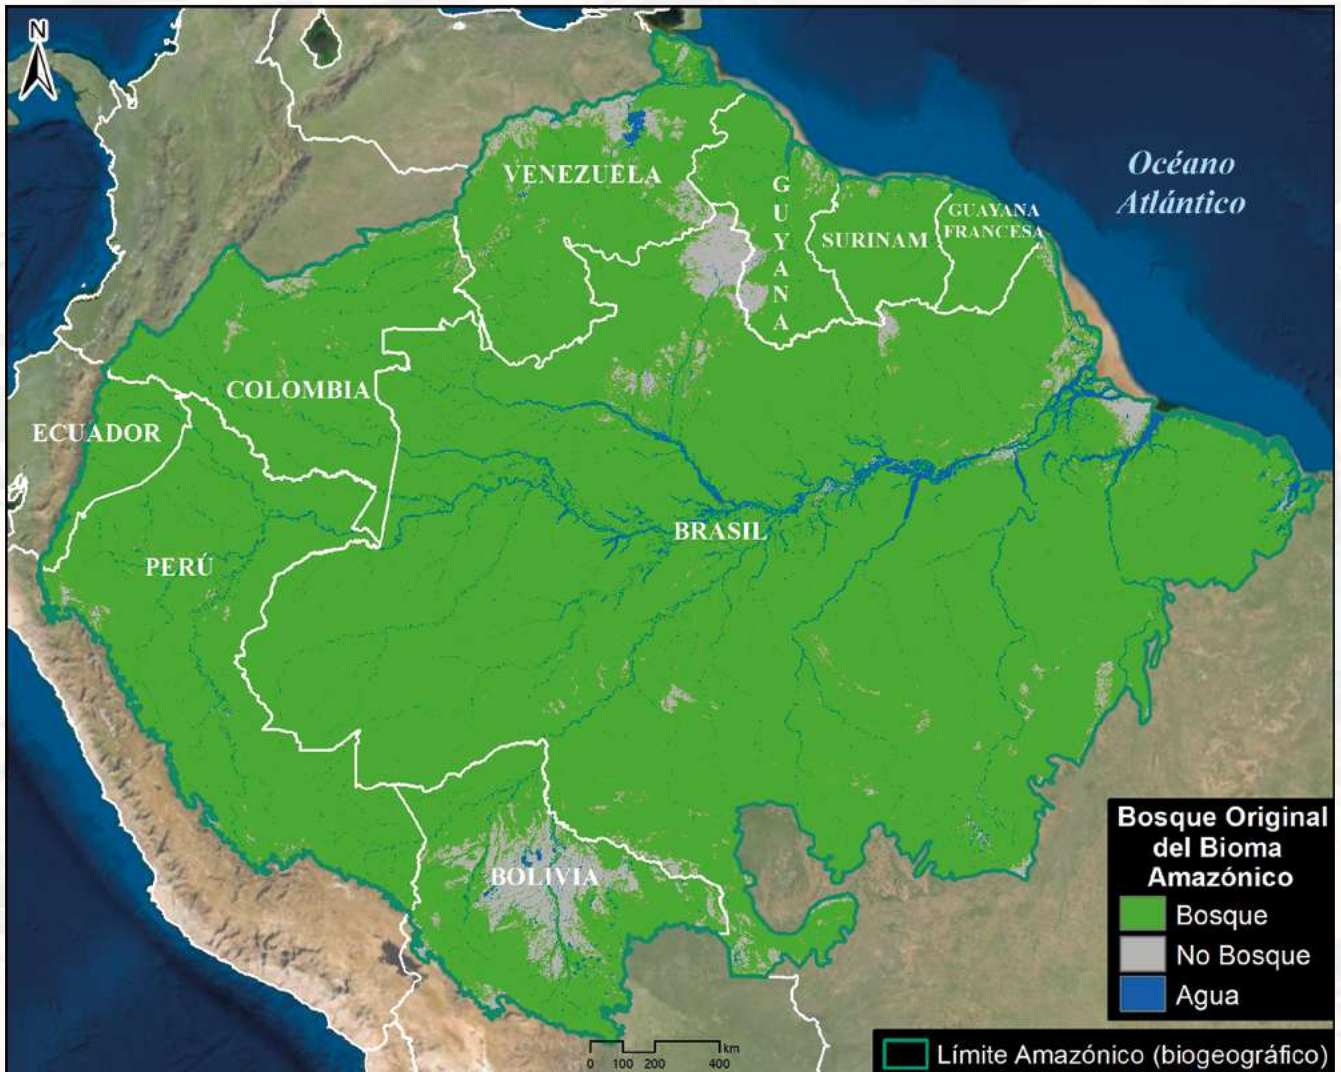 N
Océano
Atlántico
VENEZUELA
GUYANA
SURINAM
GUAYANA
FRANCESA
COLOMBIA
ECUADOR
PERÚ
BRASIL
BOLIVIA
Bosque Original
del Bioma
Amazónico
Bosque
No Bosque
Agua
km
0 100 200 400
Límite Amazónico (biogeográfico)